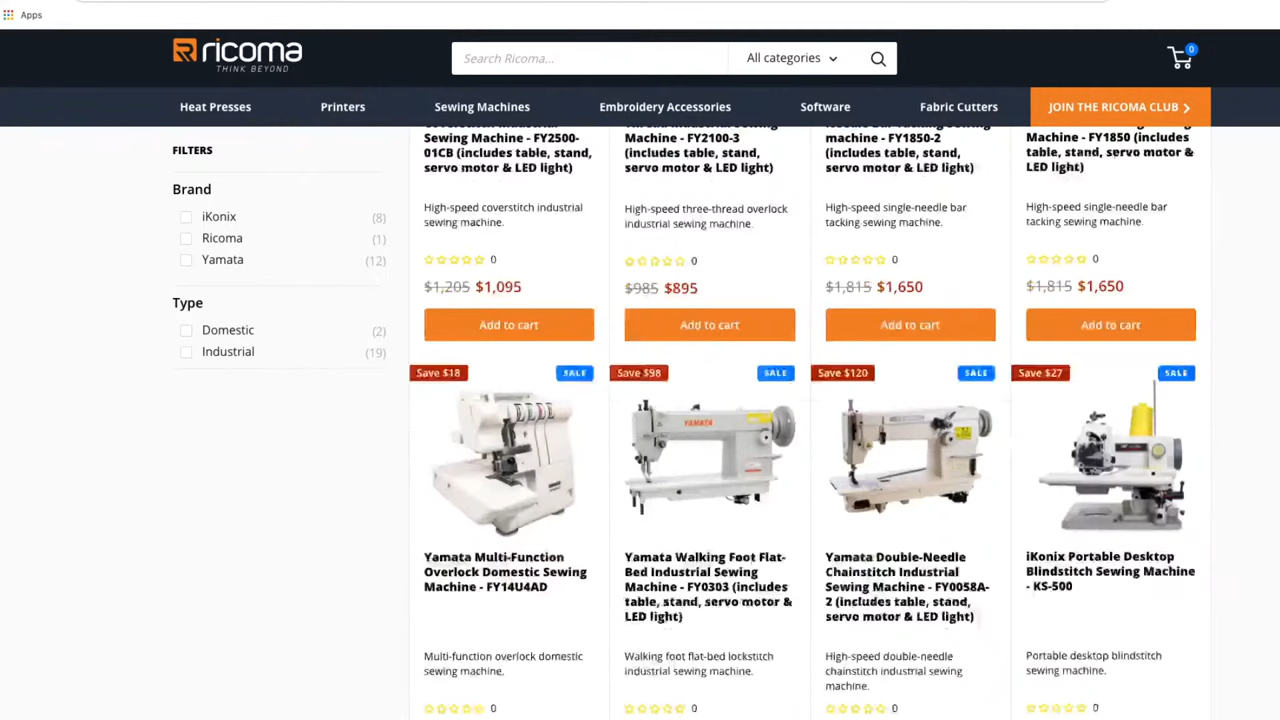 Apps
ricoma
THINK BEYOND
Search Ricoma...
All categories
0
Heat Presses
Printers
Sewing Machines
Embroidery Accessories
Software
Fabric Cutters
JOIN THE RICOMA CLUB
FILTERS
Brand
iKonix (8)
Ricoma (1)
Yamata (12)
Type
Domestic (2)
Industrial (19)
Sewing Machine - FY2500-
01CB (includes table, stand,
servo motor & LED light)
High-speed coverstitch industrial
sewing machine.
0
$1,205 $1,095
Add to cart
Machine - FY2100-3
(includes table, stand,
servo motor & LED light)
High-speed three-thread overlock
industrial sewing machine.
0
$985 $895
Add to cart
machine - FY1850-2
(includes table, stand,
servo motor & LED light)
High-speed single-needle bar
tacking sewing machine.
0
$1,815 $1,650
Add to cart
Machine - FY1850 (includes
table, stand, servo motor &
LED light)
High-speed single-needle bar
tacking sewing machine.
0
$1,815 $1,650
Add to cart
Save $18
SALE
Yamata Multi-Function
Overlock Domestic Sewing
Machine - FY14U4AD
Multi-function overlock domestic
sewing machine.
0
Save $98
SALE
YAMATA
Yamata Walking Foot Flat-
Bed Industrial Sewing
Machine - FY0303 (includes
table, stand, servo motor &
LED light)
Walking foot flat-bed lockstitch
industrial sewing machine.
0
Save $120
SALE
Yamata Double-Needle
Chainstitch Industrial
Sewing Machine - FY0058A-
2 (includes table, stand,
servo motor & LED light)
High-speed double-needle
chainstitch industrial sewing
machine.
0
Save $27
SALE
iKonix Portable Desktop
Blindstitch Sewing Machine
- KS-500
Portable desktop blindstitch
sewing machine.
0